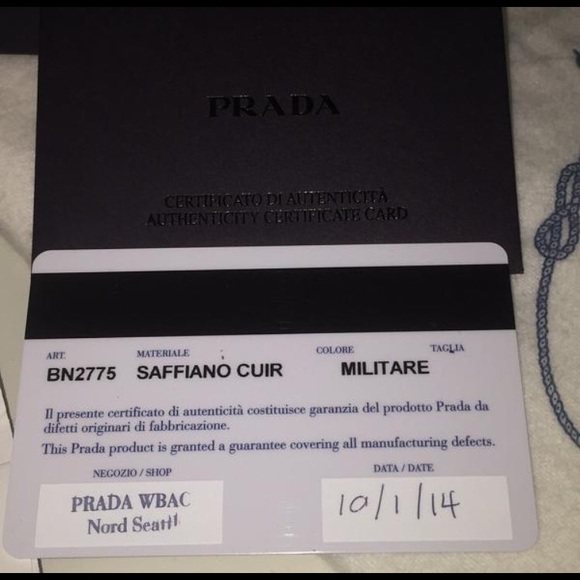 PRADA
CERTIFICATO DI AUTENTICITÀ
AUTHENTICITY CERTIFICATE CARD
ART. MATERIALE COLORE TAGLIA
BN2775 SAFFIANO CUIR MILITARE
Il presente certificato di autenticità costituisce garanzia del prodotto Prada da
difetti originari di fabbricazione.
This Prada product is granted a guarantee covering all manufacturing defects.
NEGOZIO / SHOP DATA / DATE
PRADA WBAC 10/1/14
Nord